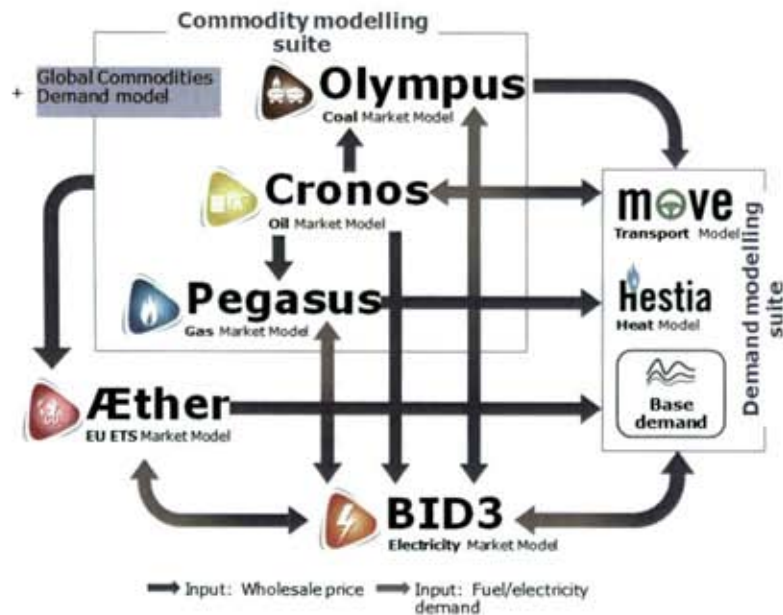 Commodity modelling
suite
+ Global Commodities
Demand model
Olympus
Coal Market Model
Cronos
Oil Market Model
Pegasus
Gas Market Model
move
Transport Model
hestia
Heat Model
Base
demand
Demand modelling
suite
Æther
EU ETS Market Model
BID3
Electricity Market Model
Input: Wholesale price
Input: Fuel/electricity
demand